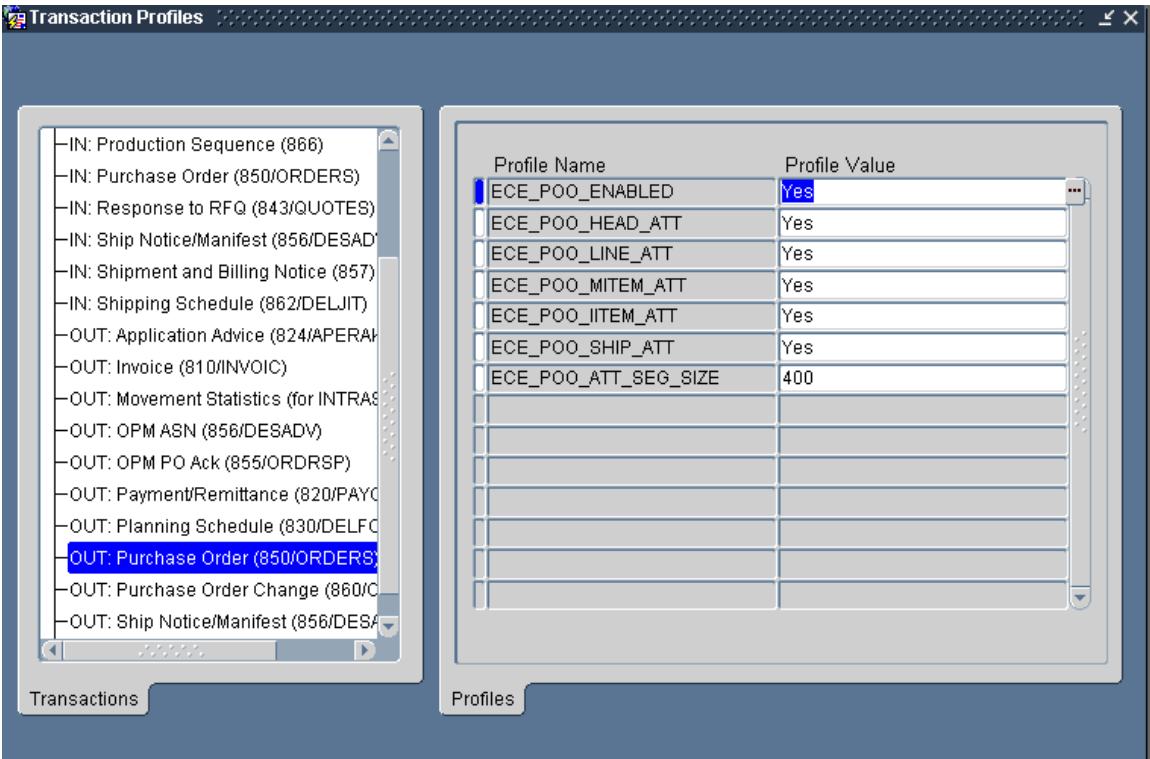 Transaction Profiles
IN: Production Sequence (866)
IN: Purchase Order (850/ORDERS)
IN: Response to RFQ (843/QUOTES)
IN: Ship Notice/Manifest (856/DESAD
IN: Shipment and Billing Notice (857)
IN: Shipping Schedule (862/DELJIT)
OUT: Application Advice (824/APERA
OUT: Invoice (810/INVOIC)
OUT: Movement Statistics (for INTRAS
OUT: OPM ASN (856/DESADV)
OUT: OPM PO Ack (855/ORDRSP)
OUT: Payment/Remittance (820/PAYO
OUT: Planning Schedule (830/DELFO
OUT: Purchase Order (850/ORDERS)
OUT: Purchase Order Change (860/O
OUT: Ship Notice/Manifest (856/DESA
Transactions
Profile Name Profile Value
ECE_POO_ENABLED Yes ...
ECE_POO_HEAD_ATT Yes
ECE_POO_LINE_ATT Yes
ECE_POO_MITEM_ATT Yes
ECE_POO_IITEM_ATT Yes
ECE_POO_SHIP_ATT Yes
ECE_POO_ATT_SEG_SIZE 400
Profiles